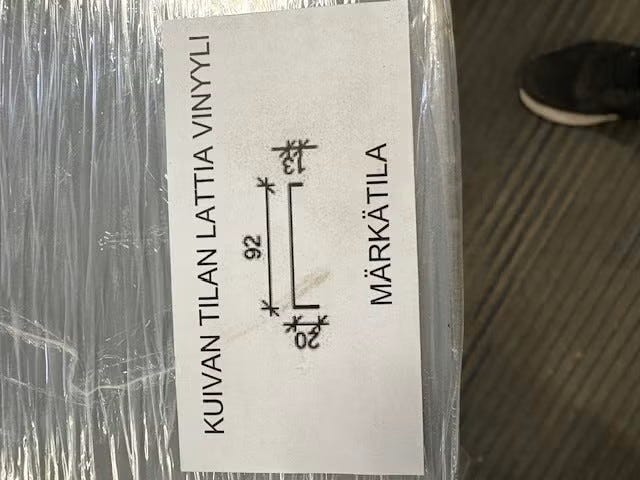 KUIVAN TILAN LATTIA VINYYLI
92
20
13
MÄRKÄTILA